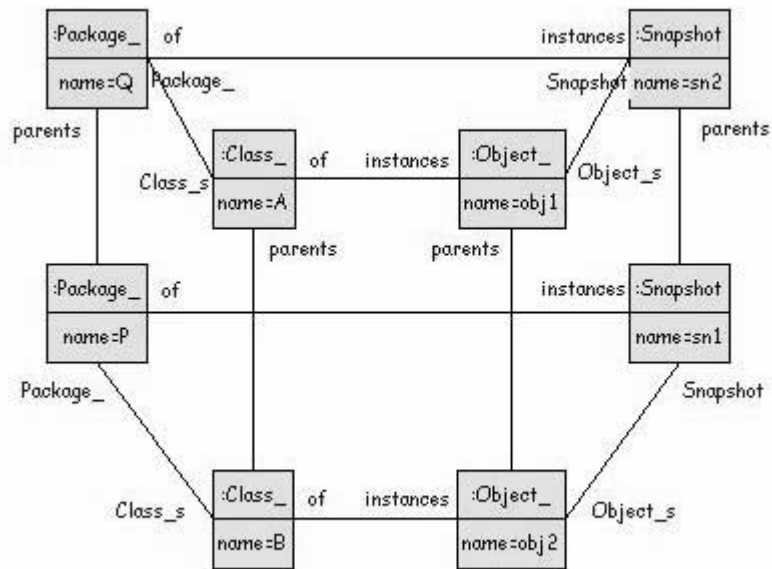 :Package_ of instances :Snapshot
name=Q Package_ Snapshot name=sn2
parents parents
:Class_ of instances :Object_
Class_s Object_s
name=A name=obj1
parents parents
:Package_ of instances :Snapshot
name=P name=sn1
Package_ Snapshot
:Class_ of instances :Object_
Class_s Object_s
name=B name=obj2